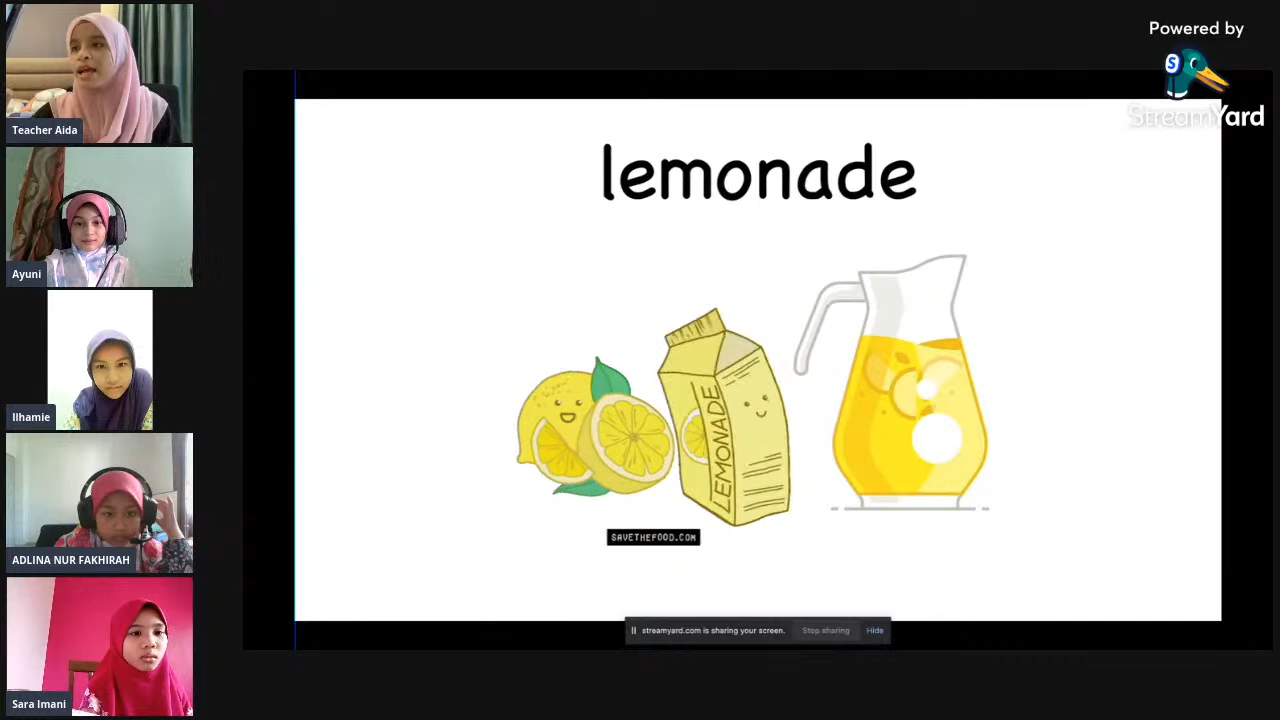 Teacher Aida
Ayuni
Ilhamie
ADLINA NUR FAKHIRAH
Sara Imani
Powered by
S
StreamYard
lemonade
LEMONADE
SAVETHEFOOD.COM
streamyard.com is sharing your screen. Stop sharing Hide